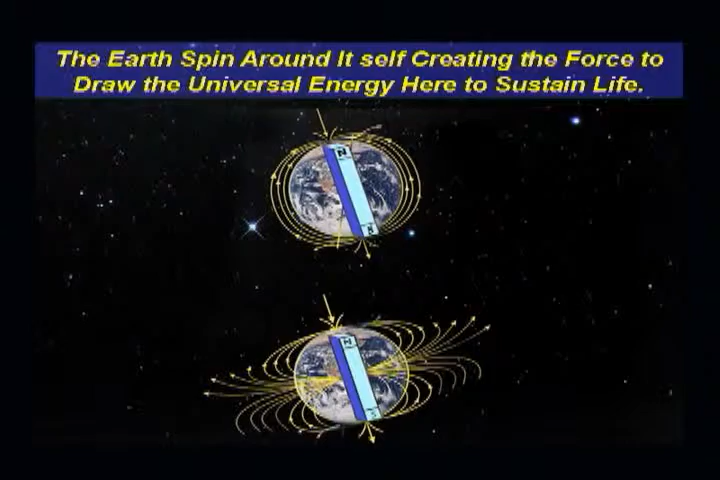 The Earth Spin Around It self Creating the Force to
Draw the Universal Energy Here to Sustain Life.
N
N